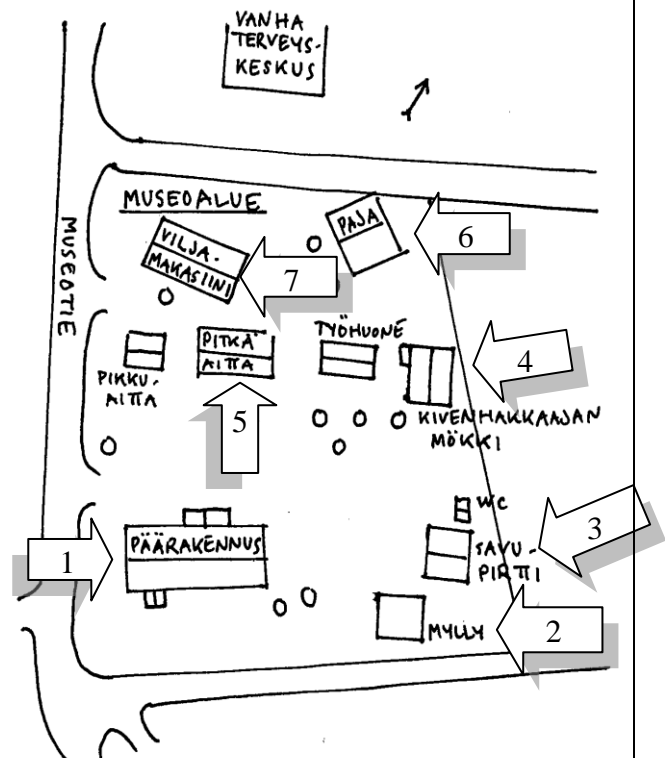 VANHA
TERVEYS-
KESKUS
MUSEOALUE
PAJA
6
VILJA-
MAKASIINI
7
MUSEOTIE
TYÖHUONE
PITKÄ
AITTA
4
PIKKU-
AITTA
5
KIVENHAKKAAJAN
MÖKKI
WC
3
PÄÄRAKENNUS
1
SAVU-
PIRTTI
MYLLY
2